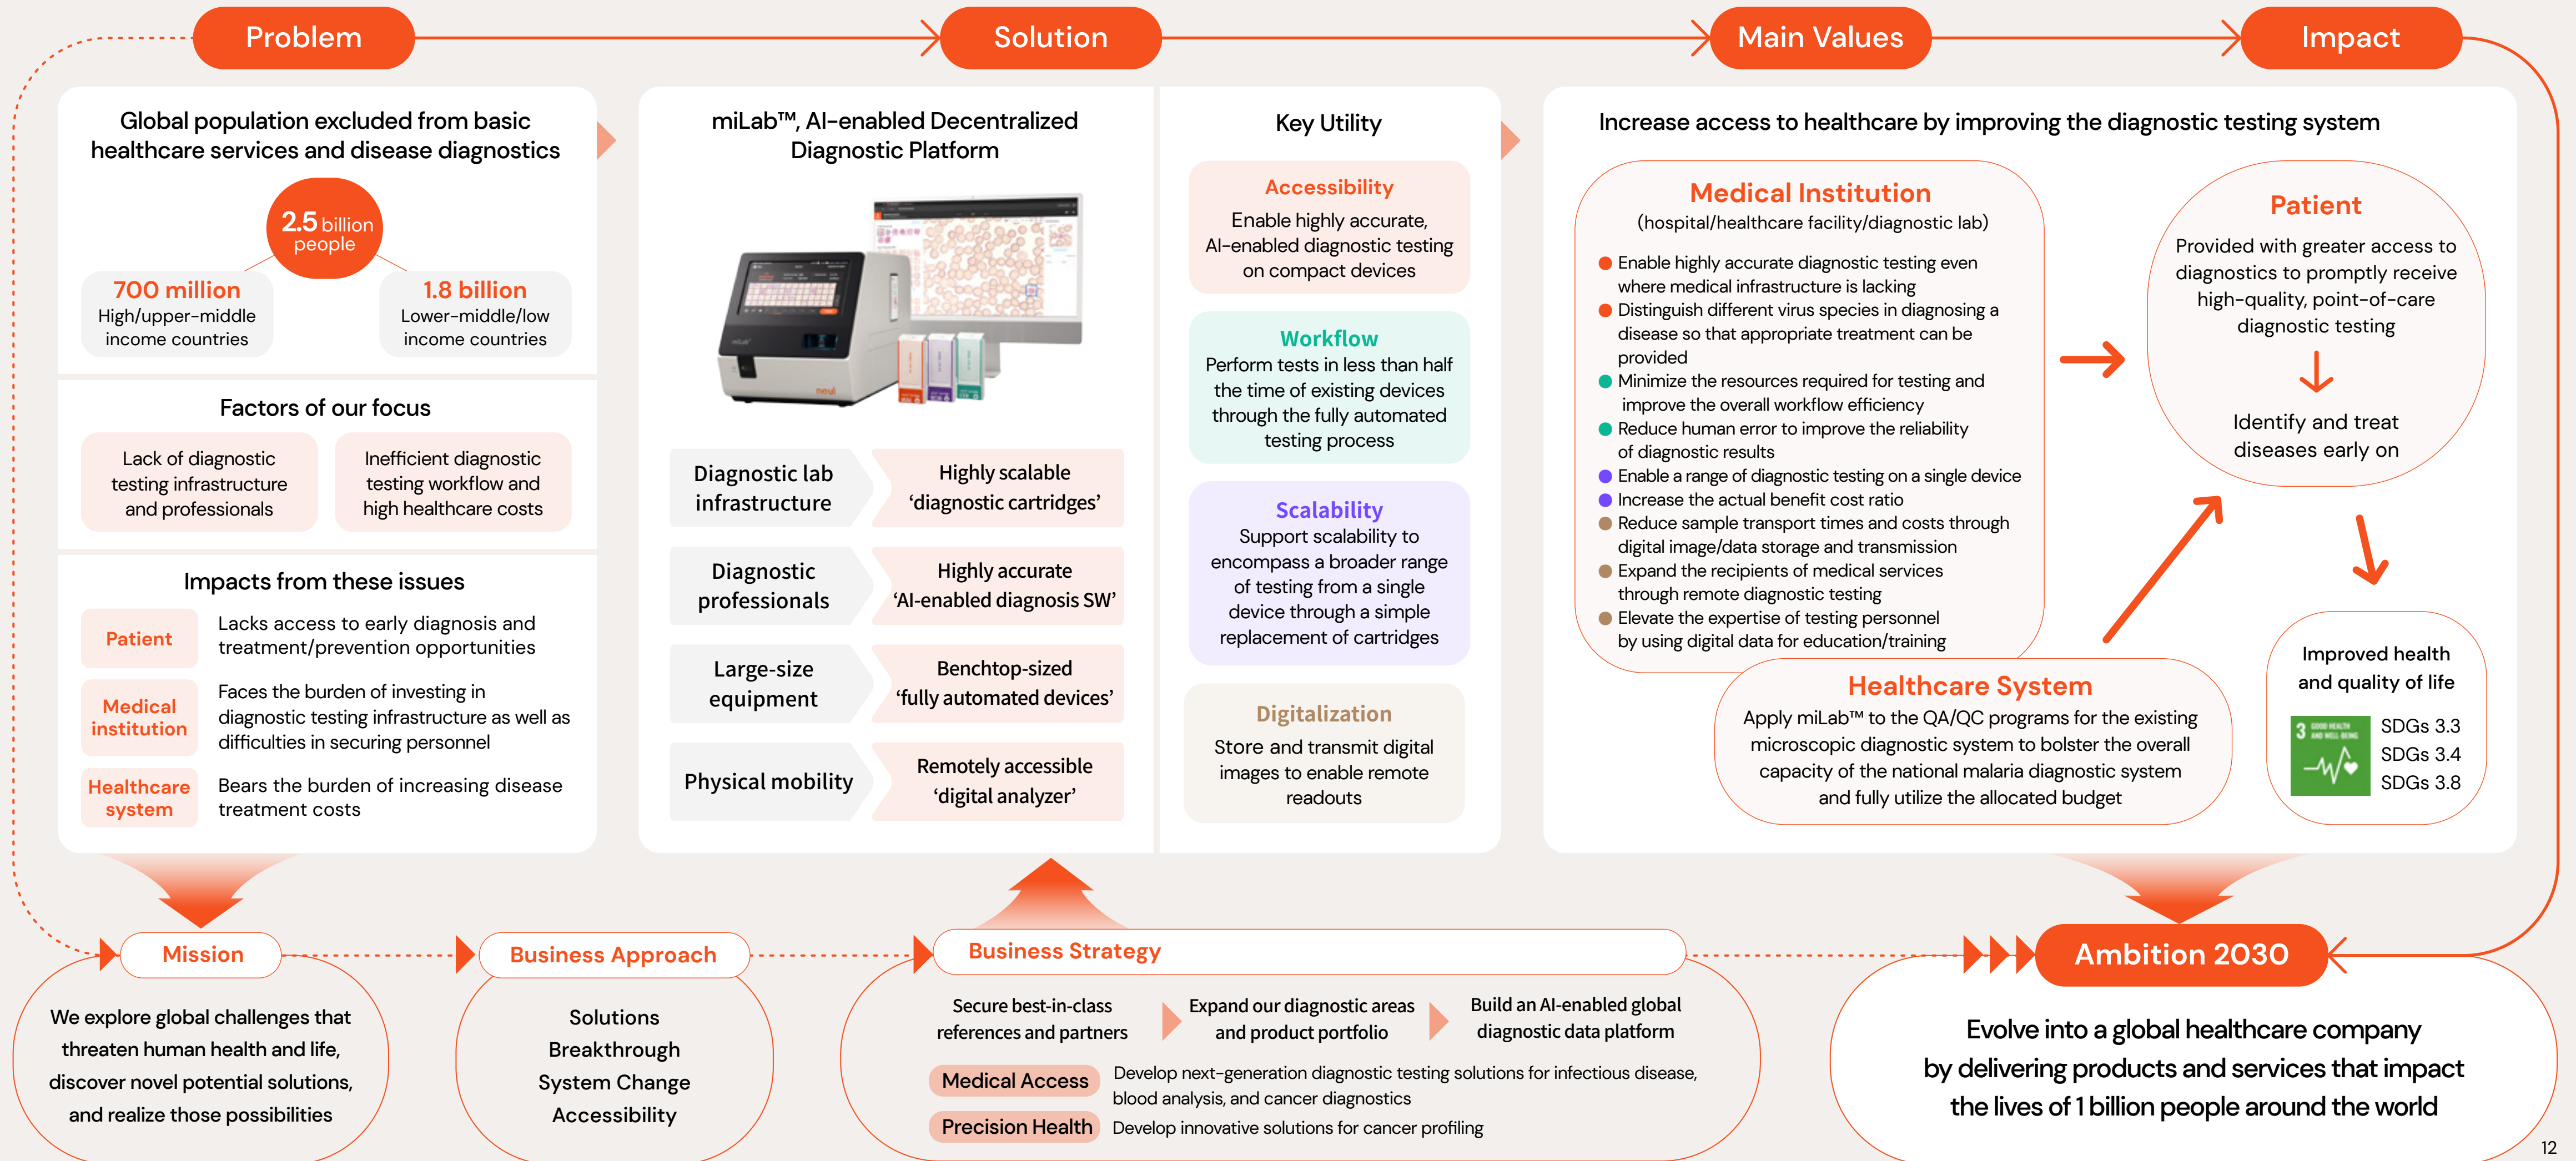 Problem
Solution
Main Values
Impact
Global population excluded from basic
healthcare services and disease diagnostics
2.5 billion
people
700 million
High/upper-middle
income countries
1.8 billion
Lower-middle/low
income countries
Factors of our focus
Lack of diagnostic
testing infrastructure
and professionals
Inefficient diagnostic
testing workflow and
high healthcare costs
Impacts from these issues
Patient
Lacks access to early diagnosis and
treatment/prevention opportunities
Medical
institution
Faces the burden of investing in
diagnostic testing infrastructure as well as
difficulties in securing personnel
Healthcare
system
Bears the burden of increasing disease
treatment costs
miLab™, AI-enabled Decentralized
Diagnostic Platform
miLab
noul
Diagnostic lab
infrastructure
Highly scalable
‘diagnostic cartridges’
Diagnostic
professionals
Highly accurate
‘AI-enabled diagnosis SW’
Large-size
equipment
Benchtop-sized
‘fully automated devices’
Physical mobility
Remotely accessible
‘digital analyzer’
Key Utility
Accessibility
Enable highly accurate,
AI-enabled diagnostic testing
on compact devices
Workflow
Perform tests in less than half
the time of existing devices
through the fully automated
testing process
Scalability
Support scalability to
encompass a broader range
of testing from a single
device through a simple
replacement of cartridges
Digitalization
Store and transmit digital
images to enable remote
readouts
Increase access to healthcare by improving the diagnostic testing system
Medical Institution
(hospital/healthcare facility/diagnostic lab)
Enable highly accurate diagnostic testing even
where medical infrastructure is lacking
Distinguish different virus species in diagnosing a
disease so that appropriate treatment can be
provided
Minimize the resources required for testing and
improve the overall workflow efficiency
Reduce human error to improve the reliability
of diagnostic results
Enable a range of diagnostic testing on a single device
Increase the actual benefit cost ratio
Reduce sample transport times and costs through
digital image/data storage and transmission
Expand the recipients of medical services
through remote diagnostic testing
Elevate the expertise of testing personnel
by using digital data for education/training
Patient
Provided with greater access to
diagnostics to promptly receive
high-quality, point-of-care
diagnostic testing
Identify and treat
diseases early on
Healthcare System
Apply miLab™ to the QA/QC programs for the existing
microscopic diagnostic system to bolster the overall
capacity of the national malaria diagnostic system
and fully utilize the allocated budget
Improved health
and quality of life
3 GOOD HEALTH
AND WELL-BEING
SDGs 3.3
SDGs 3.4
SDGs 3.8
Mission
We explore global challenges that
threaten human health and life,
discover novel potential solutions,
and realize those possibilities
Business Approach
Solutions
Breakthrough
System Change
Accessibility
Business Strategy
Secure best-in-class
references and partners
Expand our diagnostic areas
and product portfolio
Build an AI-enabled global
diagnostic data platform
Medical Access
Develop next-generation diagnostic testing solutions for infectious disease,
blood analysis, and cancer diagnostics
Precision Health
Develop innovative solutions for cancer profiling
Ambition 2030
Evolve into a global healthcare company
by delivering products and services that impact
the lives of 1 billion people around the world
12